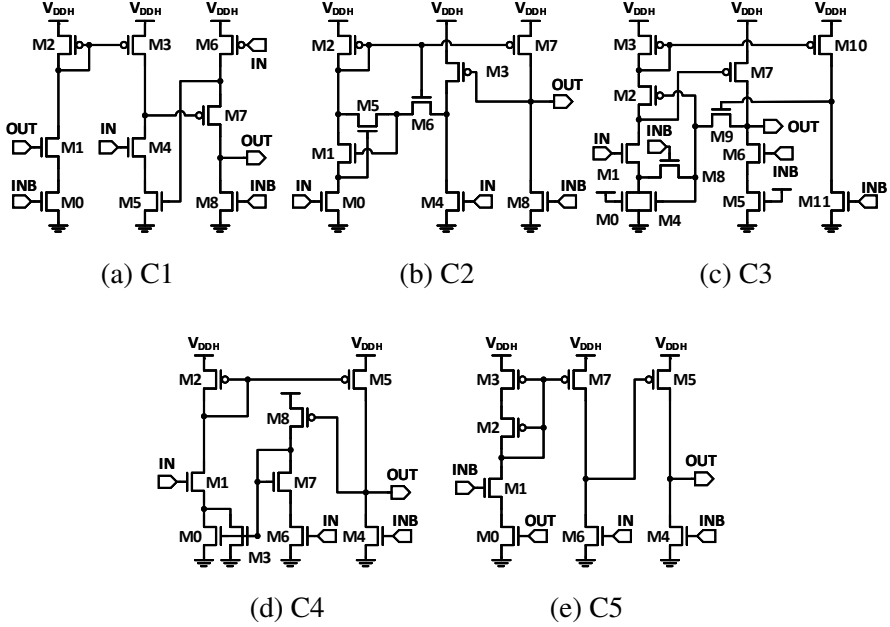 VDDH VDDH VDDH
M2 M3 M6
IN
M7
OUT IN OUT
M1 M4
INB INB
M0 M5 M8
(a) C1
VDDH VDDH VDDH
M2 M7
M3
M5 OUT
M6
M1
IN IN INB
M0 M4 M8
(b) C2
VDDH VDDH VDDH
M3 M10
M7
M2
M9 OUT
IN INB M6
M1 M8 INB INB
M0 M4 M5 M11
(c) C3
VDDH VDDH
M2 M5
M8
IN OUT
M1 M7
IN INB
M0 M3 M6 M4
(d) C4
VDDH VDDH VDDH
M3 M7 M5
M2
INB OUT
M1
OUT IN INB
M0 M6 M4
(e) C5